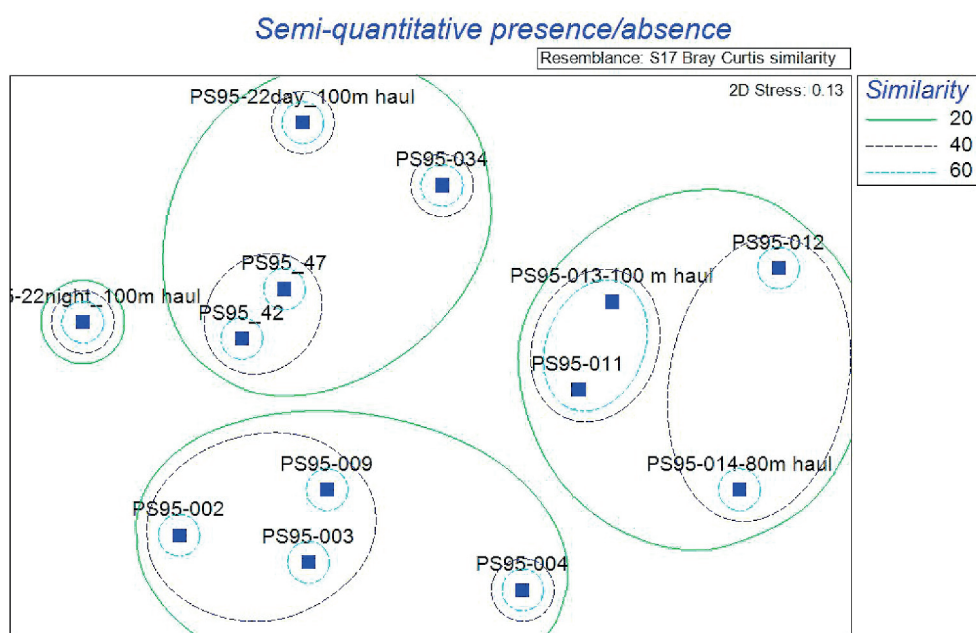 Semi-quantitative presence/absence
Resemblance: S17 Bray Curtis similarity
2D Stress: 0.13
Similarity
20
40
60
PS95-22day_100m haul
PS95-034
PS95_47
PS95-012
PS95-013-100 m haul
5-22night_100m haul
PS95_42
PS95-011
PS95-009
PS95-014-80m haul
PS95-002
PS95-003
PS95-004